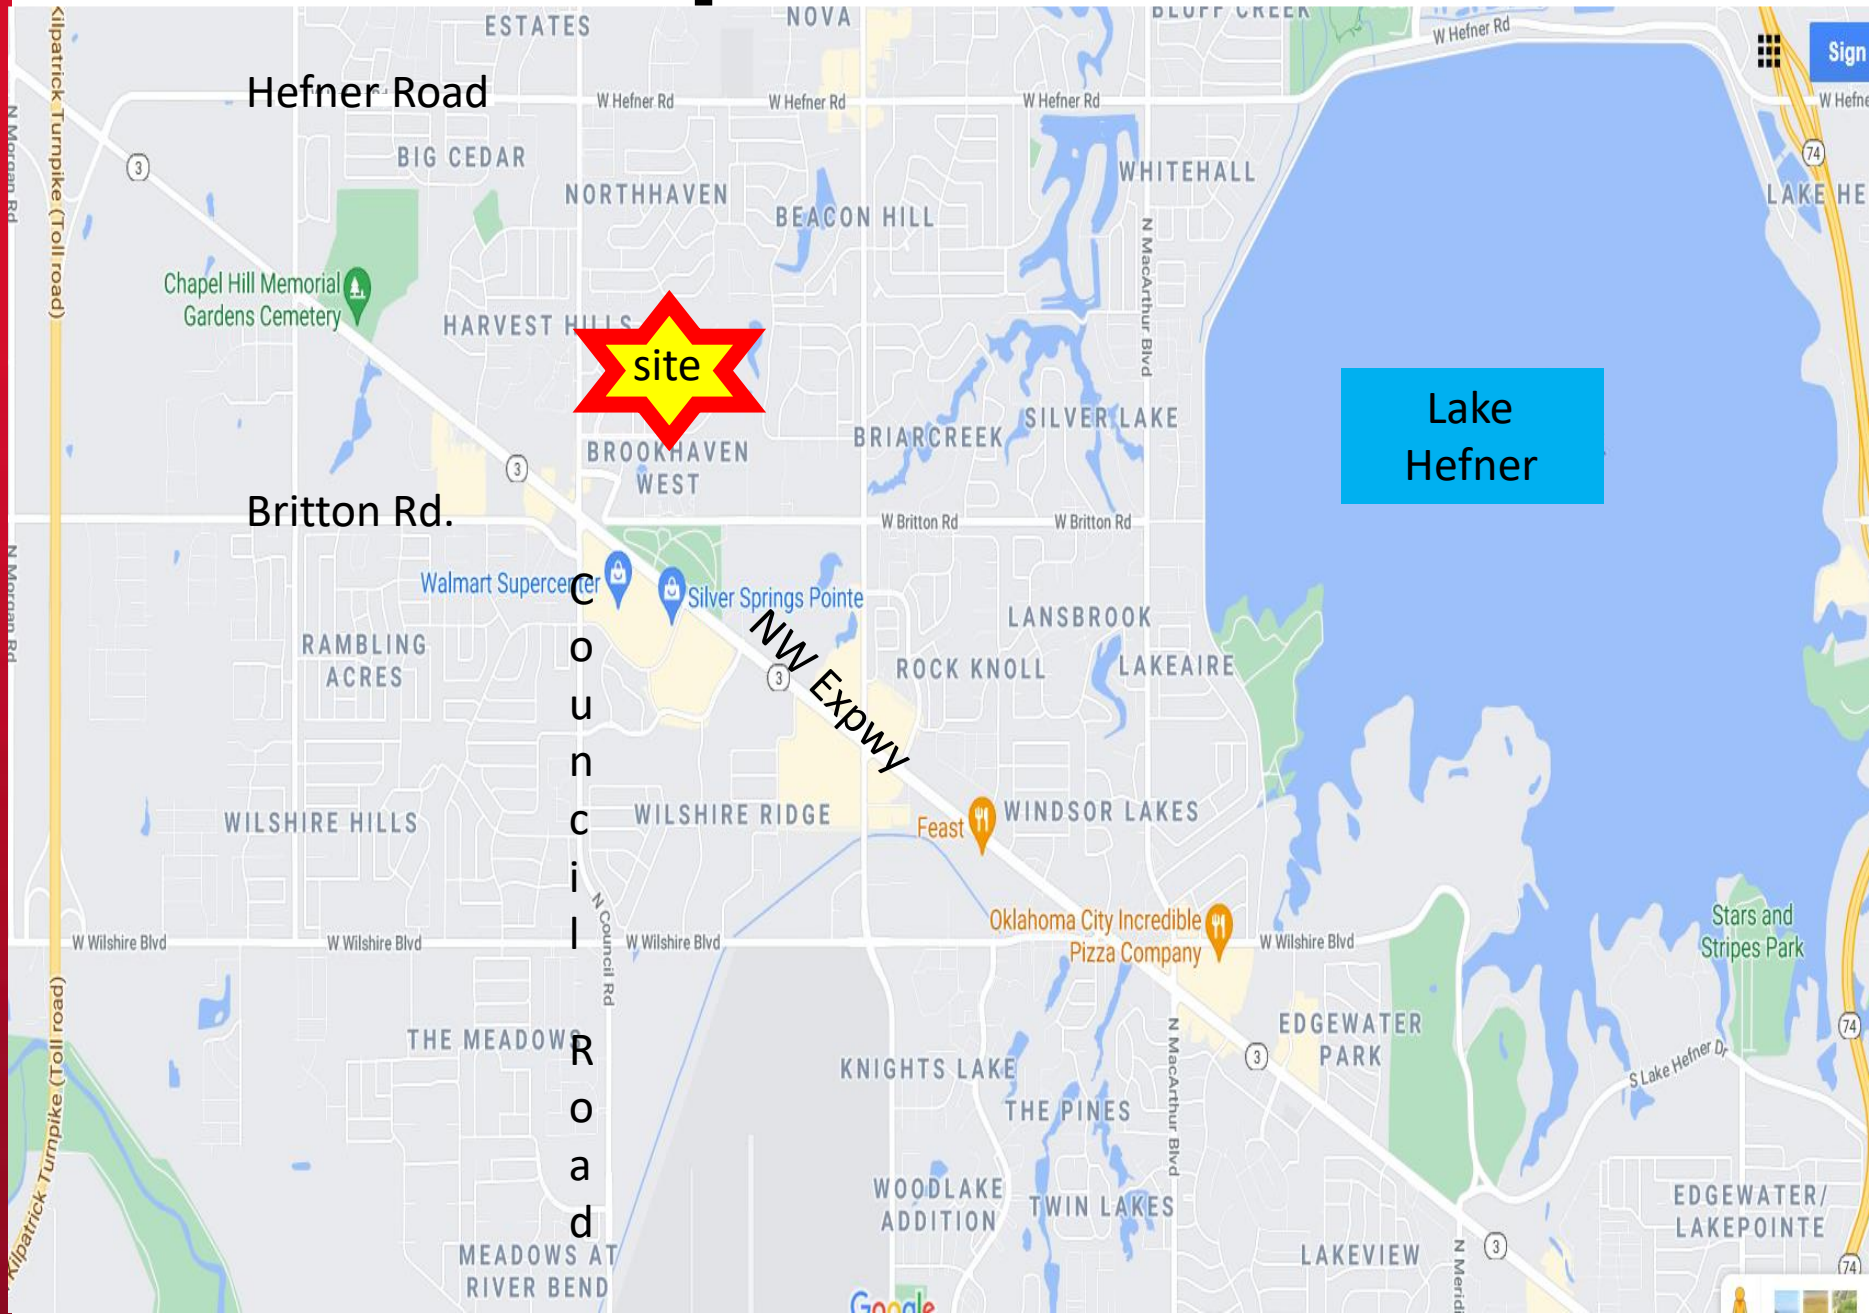 ESTATES
NOVA
BLUFF CREEK
W Hefner Rd
Sign
Hefner Road
W Hefner Rd
W Hefner Rd
W Hefner Rd
W Hefne
Kilpatrick Turnpike (Toll road)
N Morgan Rd
3
BIG CEDAR
NORTHHAVEN
BEACON HILL
WHITEHALL
74
LAKE HE
N MacArthur Blvd
Chapel Hill Memorial
Gardens Cemetery
HARVEST HILLS
site
Lake
Hefner
BRIARCREEK
SILVER LAKE
BROOKHAVEN
WEST
3
Britton Rd.
W Britton Rd
W Britton Rd
N Morgan Rd
Walmart Supercenter
Silver Springs Pointe
Council Road
NW Expwy
3
LANSBROOK
RAMBLING
ACRES
ROCK KNOLL
LAKEAIRE
WILSHIRE HILLS
WILSHIRE RIDGE
Feast
WINDSOR LAKES
N Council Rd
Oklahoma City Incredible
Pizza Company
Stars and
Stripes Park
W Wilshire Blvd
W Wilshire Blvd
W Wilshire Blvd
W Wilshire Blvd
Kilpatrick Turnpike (Toll road)
THE MEADOWS
KNIGHTS LAKE
EDGEWATER
PARK
3
74
S Lake Hefner Dr
N MacArthur Blvd
THE PINES
WOODLAKE
ADDITION
TWIN LAKES
EDGEWATER/
LAKEPOINTE
MEADOWS AT
RIVER BEND
LAKEVIEW
N Meridi
3
74
Google